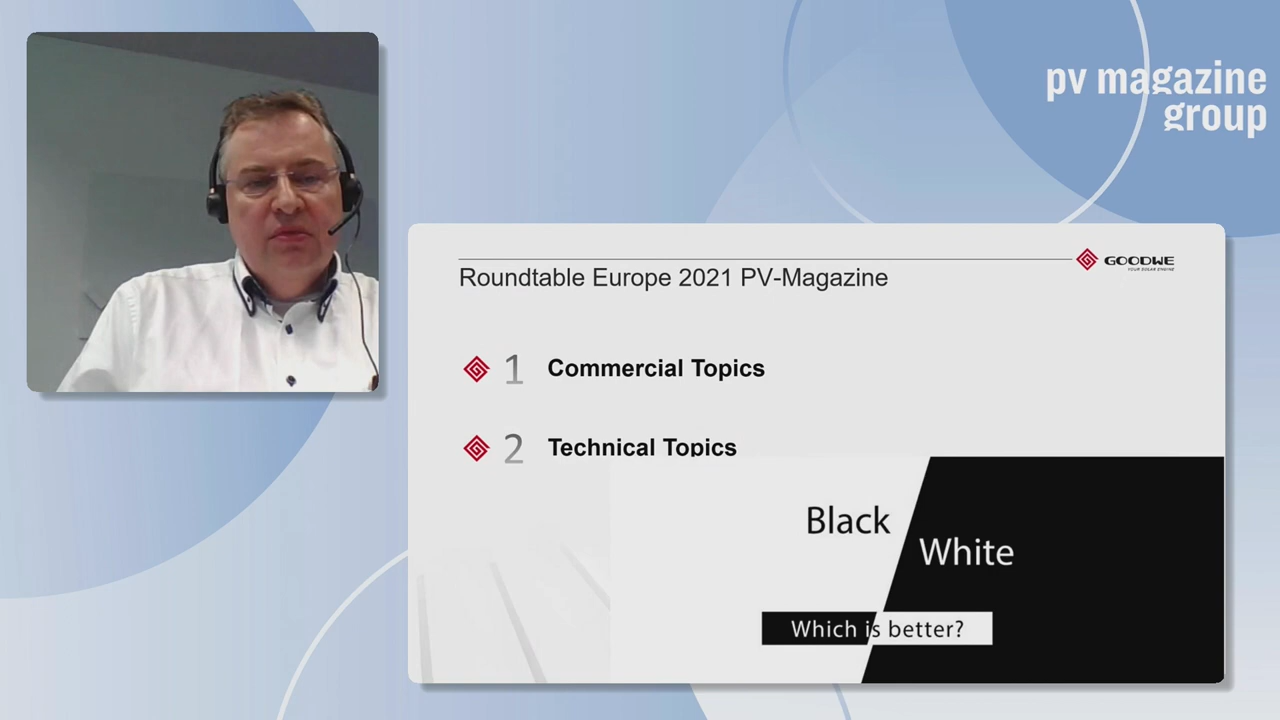 pv magazine
group
GOODWE
YOUR SOLAR ENGINE
Roundtable Europe 2021 PV-Magazine
1 Commercial Topics
2 Technical Topics
Black
White
Which is better?